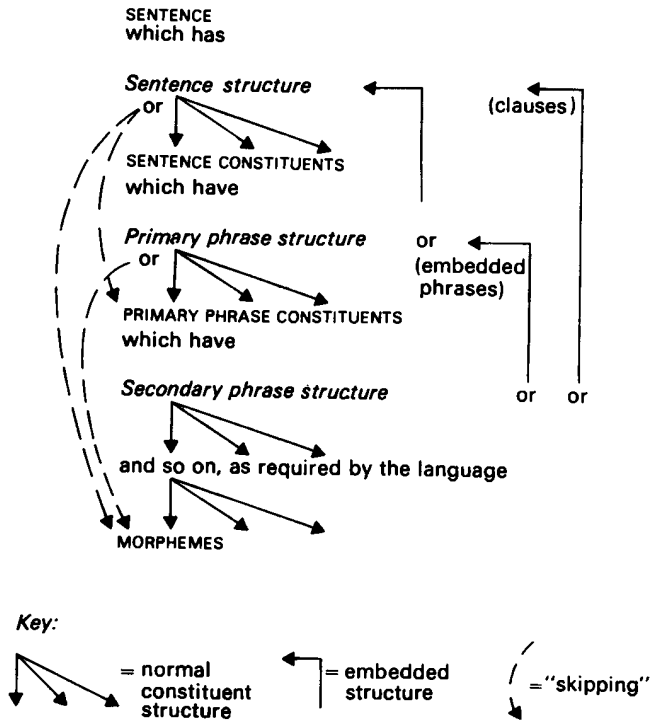 SENTENCE
which has
Sentence structure
or
(clauses)
SENTENCE CONSTITUENTS
which have
Primary phrase structure
or
or
(embedded
phrases)
PRIMARY PHRASE CONSTITUENTS
which have
Secondary phrase structure
or
or
and so on, as required by the language
MORPHEMES
Key:
= normal
constituent
structure
= embedded
structure
= "skipping"